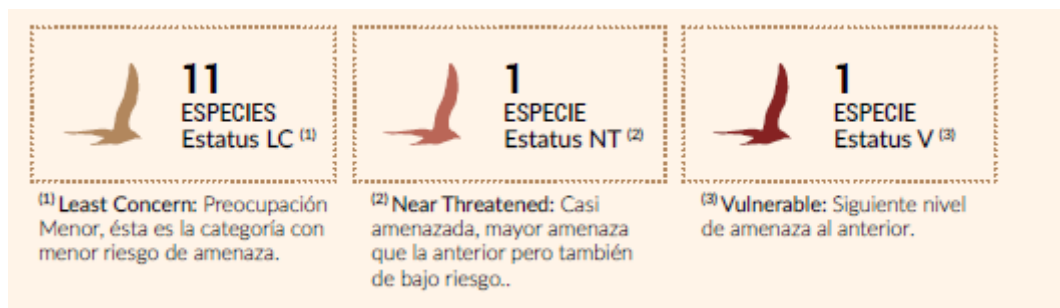 11
ESPECIES
Estatus LC (1)
1
ESPECIE
Estatus NT (2)
1
ESPECIE
Estatus V (3)
(1) Least Concern: Preocupación
Menor, ésta es la categoría con
menor riesgo de amenaza.
(2) Near Threatened: Casi
amenazada, mayor amenaza
que la anterior pero también
de bajo riesgo..
(3) Vulnerable: Siguiente nivel
de amenaza al anterior.